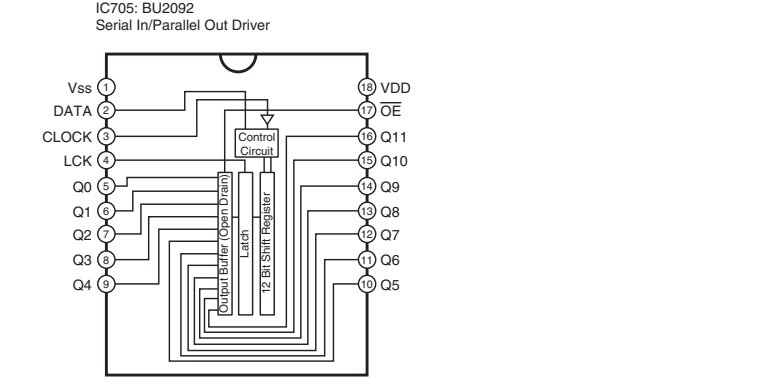 IC705: BU2092
Serial In/Parallel Out Driver
Vss 1
18 VDD
DATA 2
17 OE
CLOCK 3
16 Q11
LCK 4
15 Q10
Q0 5
14 Q9
Q1 6
13 Q8
Q2 7
12 Q7
Q3 8
11 Q6
Q4 9
10 Q5
Control
Circuit
Output Buffer (Open Drain)
Latch
12 Bit Shift Register